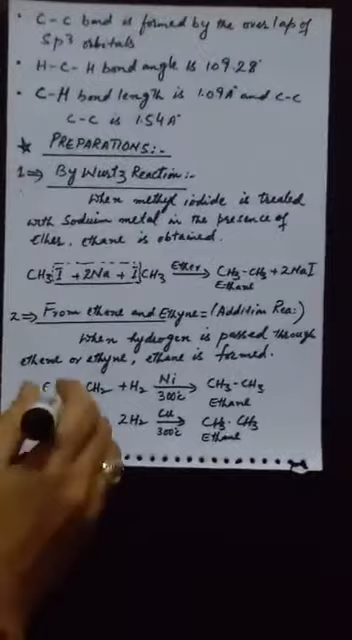 • C-C bond is formed by the overlap of
Sp³ orbitals
• H-C-H bond angle is 109.28°
• C-H bond length is 1.09A° and C-C
C-C is 1.54A°
★ PREPARATIONS:-
1⇒ By Wurtz Reaction:-
When methyl iodide is treated
with Sodium metal in the presence of
Ether, ethane is obtained.
CH₃ I + 2Na + I CH₃ Ether → CH₃-CH₃ + 2NaI
Ethane
2⇒ From ethene and Ethyne = (Addition Rea:)
When hydrogen is passed through
ethene or ethyne, ethane is formed.
CH₂ + H₂ Ni → CH₃-CH₃
300°C Ethane
2H₂ Cu → CH₃-CH₃
300°C Ethane